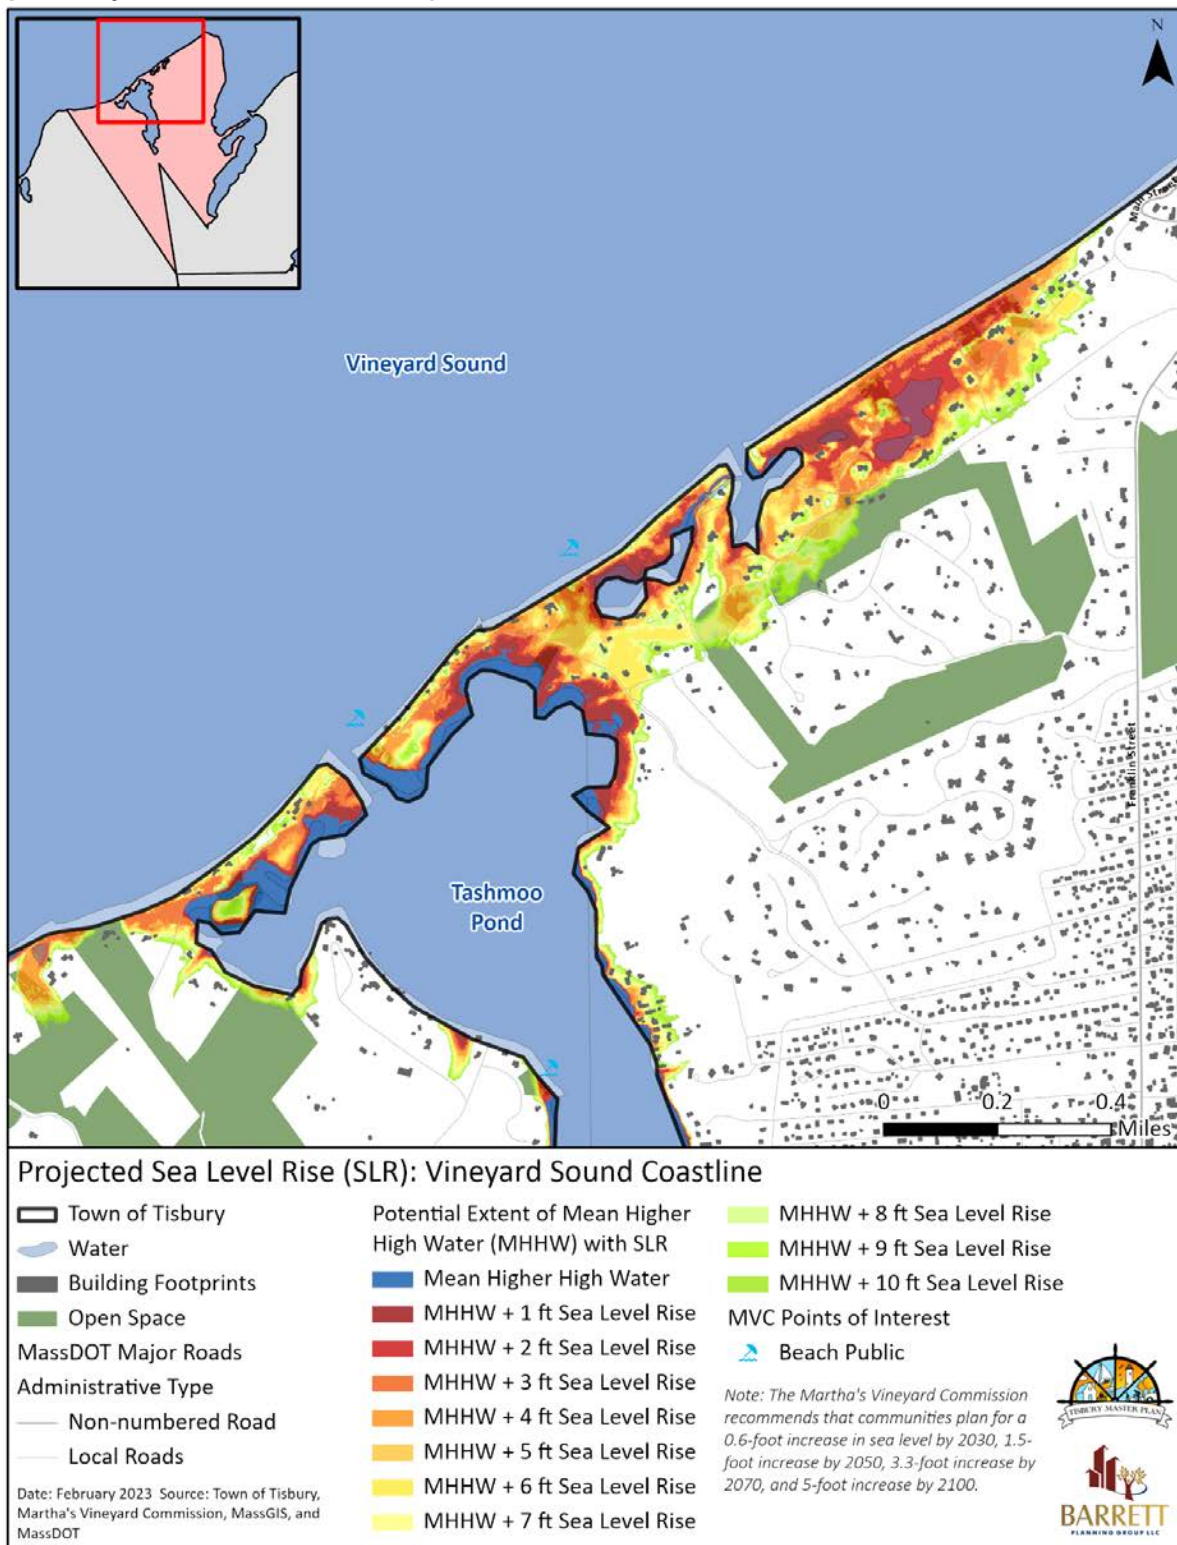 N
Main Street
Vineyard Sound
Tashmoo
Pond
Franklin Street
0 0.2 0.4
Miles
Projected Sea Level Rise (SLR): Vineyard Sound Coastline
Town of Tisbury
Water
Building Footprints
Open Space
MassDOT Major Roads
Administrative Type
Non-numbered Road
Local Roads
Date: February 2023 Source: Town of Tisbury,
Martha's Vineyard Commission, MassGIS, and
MassDOT
Potential Extent of Mean Higher
High Water (MHHW) with SLR
Mean Higher High Water
MHHW + 1 ft Sea Level Rise
MHHW + 2 ft Sea Level Rise
MHHW + 3 ft Sea Level Rise
MHHW + 4 ft Sea Level Rise
MHHW + 5 ft Sea Level Rise
MHHW + 6 ft Sea Level Rise
MHHW + 7 ft Sea Level Rise
MHHW + 8 ft Sea Level Rise
MHHW + 9 ft Sea Level Rise
MHHW + 10 ft Sea Level Rise
MVC Points of Interest
Beach Public
Note: The Martha's Vineyard Commission
recommends that communities plan for a
0.6-foot increase in sea level by 2030, 1.5-
foot increase by 2050, 3.3-foot increase by
2070, and 5-foot increase by 2100.
TISBURY MASTER PLAN
BARRETT
PLANNING GROUP LLC